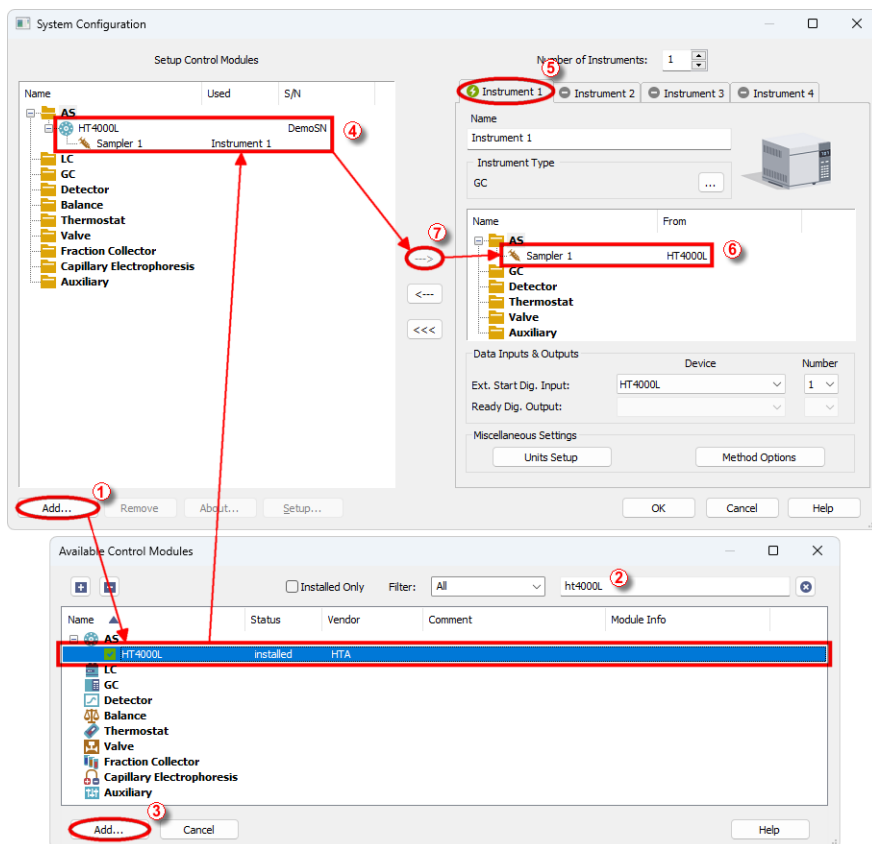 System Configuration
Setup Control Modules
Number of Instruments: 1
⑤
Name Used S/N
AS
HT4000L DemoSN
Sampler 1 Instrument 1
④
LC
GC
Detector
Balance
Thermostat
Valve
Fraction Collector
Capillary Electrophoresis
Auxiliary
①
Add... Remove About... Setup...
⑦
--->
<---
<<<
Instrument 1 Instrument 2 Instrument 3 Instrument 4
Name
Instrument 1
Instrument Type
GC ...
Name From
AS
Sampler 1 HT4000L
⑥
GC
Detector
Thermostat
Valve
Auxiliary
Data Inputs & Outputs
Device Number
Ext. Start Dig. Input: HT4000L 1
Ready Dig. Output:
Miscellaneous Settings
Units Setup Method Options
OK Cancel Help
Available Control Modules
Installed Only Filter: All ht4000L ②
Name Status Vendor Comment Module Info
AS
HT4000L installed HTA
LC
GC
Detector
Balance
Thermostat
Valve
Fraction Collector
Capillary Electrophoresis
Auxiliary
③
Add... Cancel Help